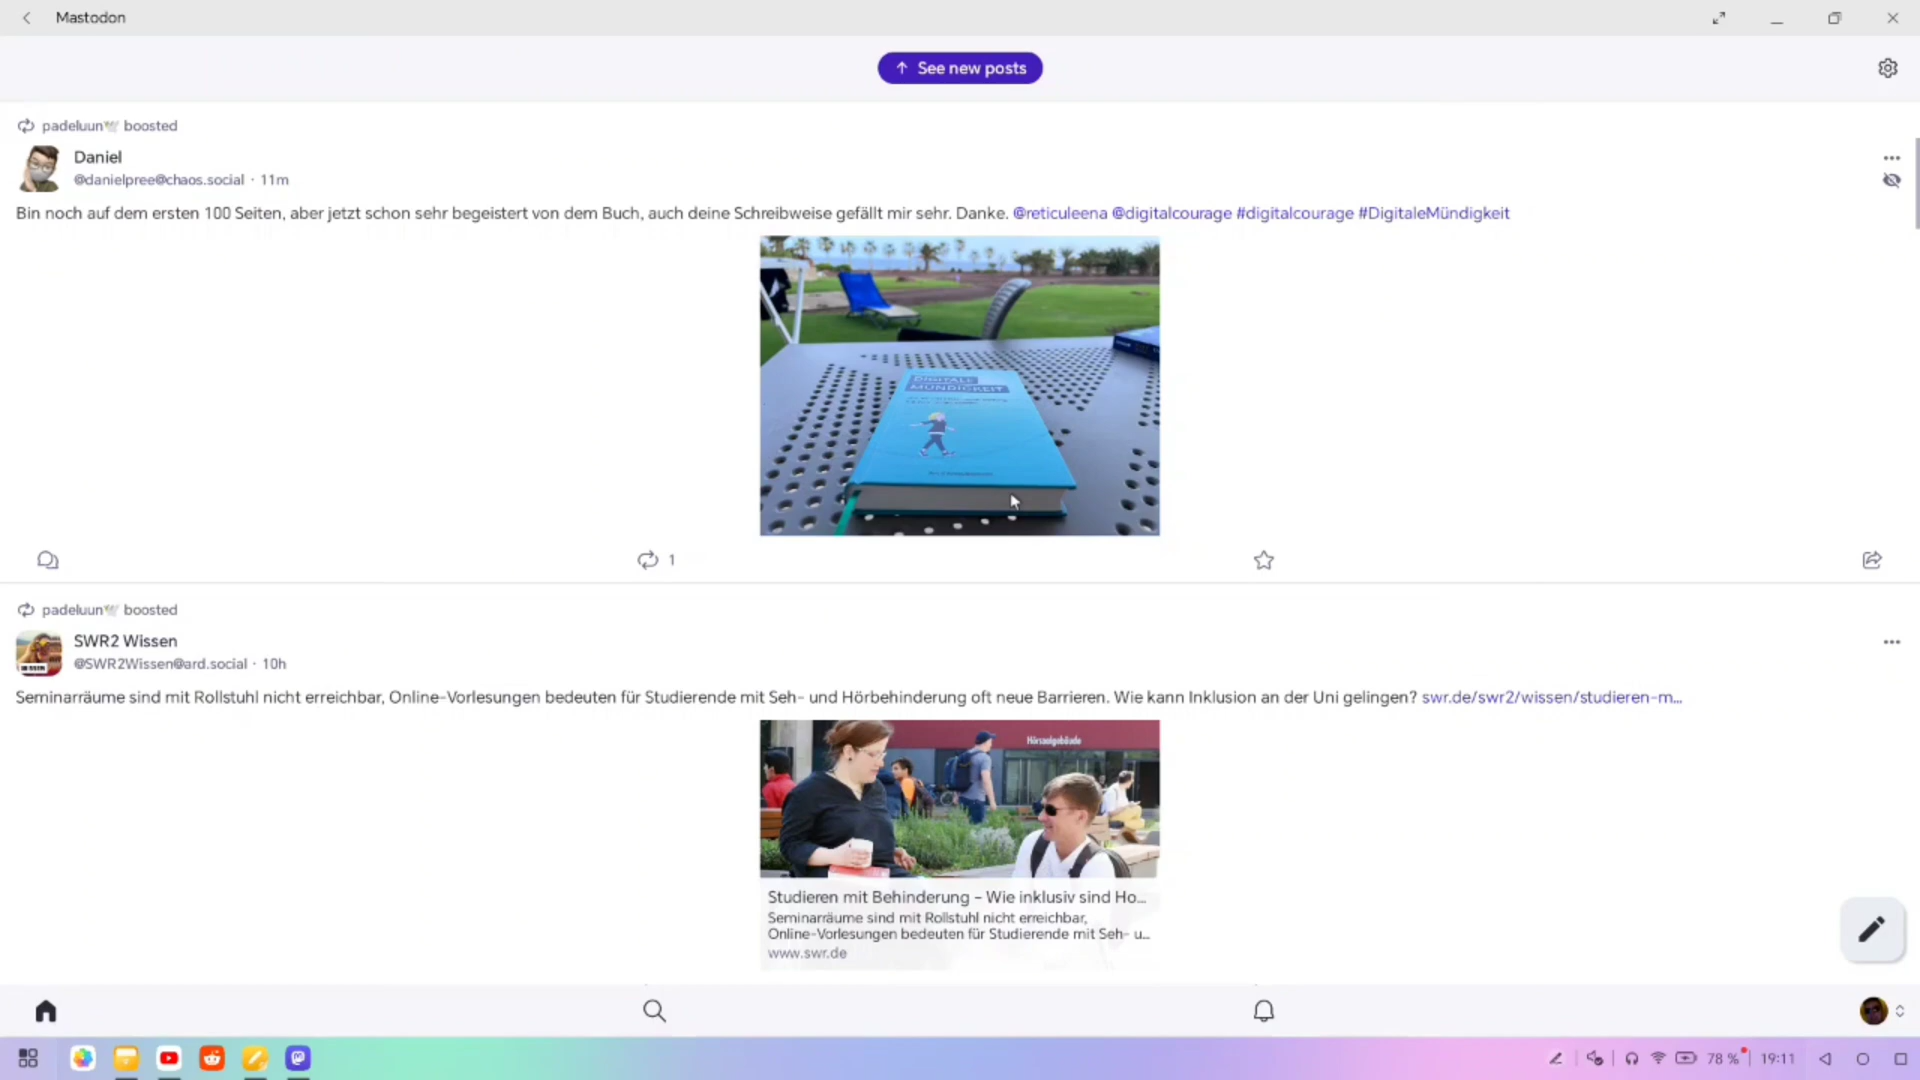 Mastodon
See new posts
padeluun🕊️ boosted
Daniel
@danielpree@chaos.social · 11m
Bin noch auf dem ersten 100 Seiten, aber jetzt schon sehr begeistert von dem Buch, auch deine Schreibweise gefällt mir sehr. Danke. @reticuleena @digitalcourage #digitalcourage #DigitaleMündigkeit
DIGITALE
MÜNDIGKEIT
1
padeluun🕊️ boosted
SWR2 Wissen
@SWR2Wissen@ard.social · 10h
Seminarräume sind mit Rollstuhl nicht erreichbar, Online-Vorlesungen bedeuten für Studierende mit Seh- und Hörbehinderung oft neue Barrieren. Wie kann Inklusion an der Uni gelingen? swr.de/swr2/wissen/studieren-m...
Hörsaalgebäude
Studieren mit Behinderung – Wie inklusiv sind Ho...
Seminarräume sind mit Rollstuhl nicht erreichbar,
Online-Vorlesungen bedeuten für Studierende mit Seh- u...
www.swr.de
78 %
19:11